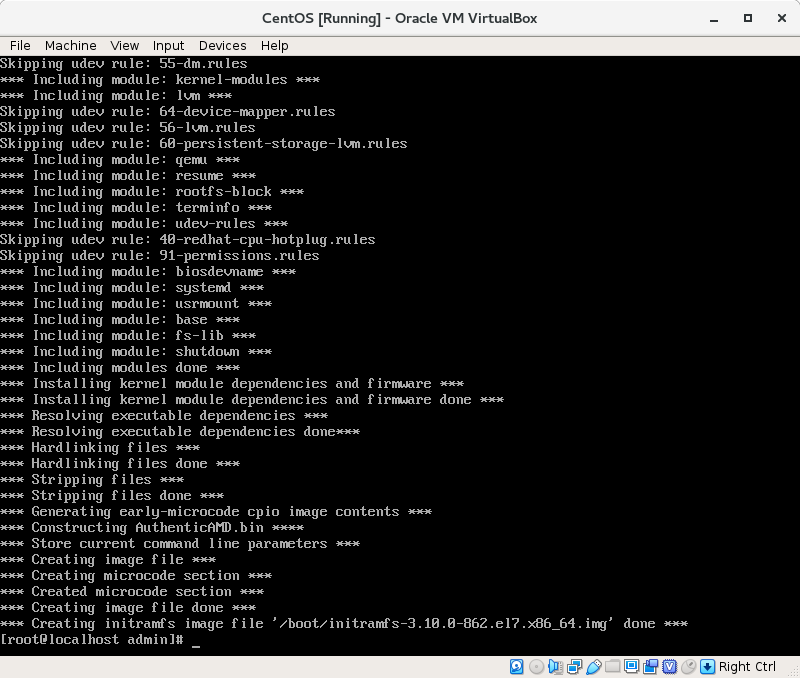 CentOS [Running] - Oracle VM VirtualBox
File Machine View Input Devices Help
Skipping udev rule: 55-dm.rules
*** Including module: kernel-modules ***
*** Including module: lvm ***
Skipping udev rule: 64-device-mapper.rules
Skipping udev rule: 56-lvm.rules
Skipping udev rule: 60-persistent-storage-lvm.rules
*** Including module: qemu ***
*** Including module: resume ***
*** Including module: rootfs-block ***
*** Including module: terminfo ***
*** Including module: udev-rules ***
Skipping udev rule: 40-redhat-cpu-hotplug.rules
Skipping udev rule: 91-permissions.rules
*** Including module: biosdevname ***
*** Including module: systemd ***
*** Including module: usrmount ***
*** Including module: base ***
*** Including module: fs-lib ***
*** Including module: shutdown ***
*** Including modules done ***
*** Installing kernel module dependencies and firmware ***
*** Installing kernel module dependencies and firmware done ***
*** Resolving executable dependencies ***
*** Resolving executable dependencies done***
*** Hardlinking files ***
*** Hardlinking files done ***
*** Stripping files ***
*** Stripping files done ***
*** Generating early-microcode cpio image contents ***
*** Constructing AuthenticAMD.bin ****
*** Store current command line parameters ***
*** Creating image file ***
*** Creating microcode section ***
*** Created microcode section ***
*** Creating image file done ***
*** Creating initramfs image file '/boot/initramfs-3.10.0-862.el7.x86_64.img' done ***
[root@localhost admin]# _
Right Ctrl